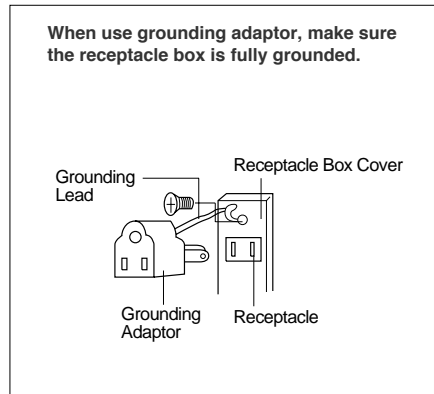 When use grounding adaptor, make sure
the receptacle box is fully grounded.
Grounding
Lead
Receptacle Box Cover
Grounding
Adaptor
Receptacle